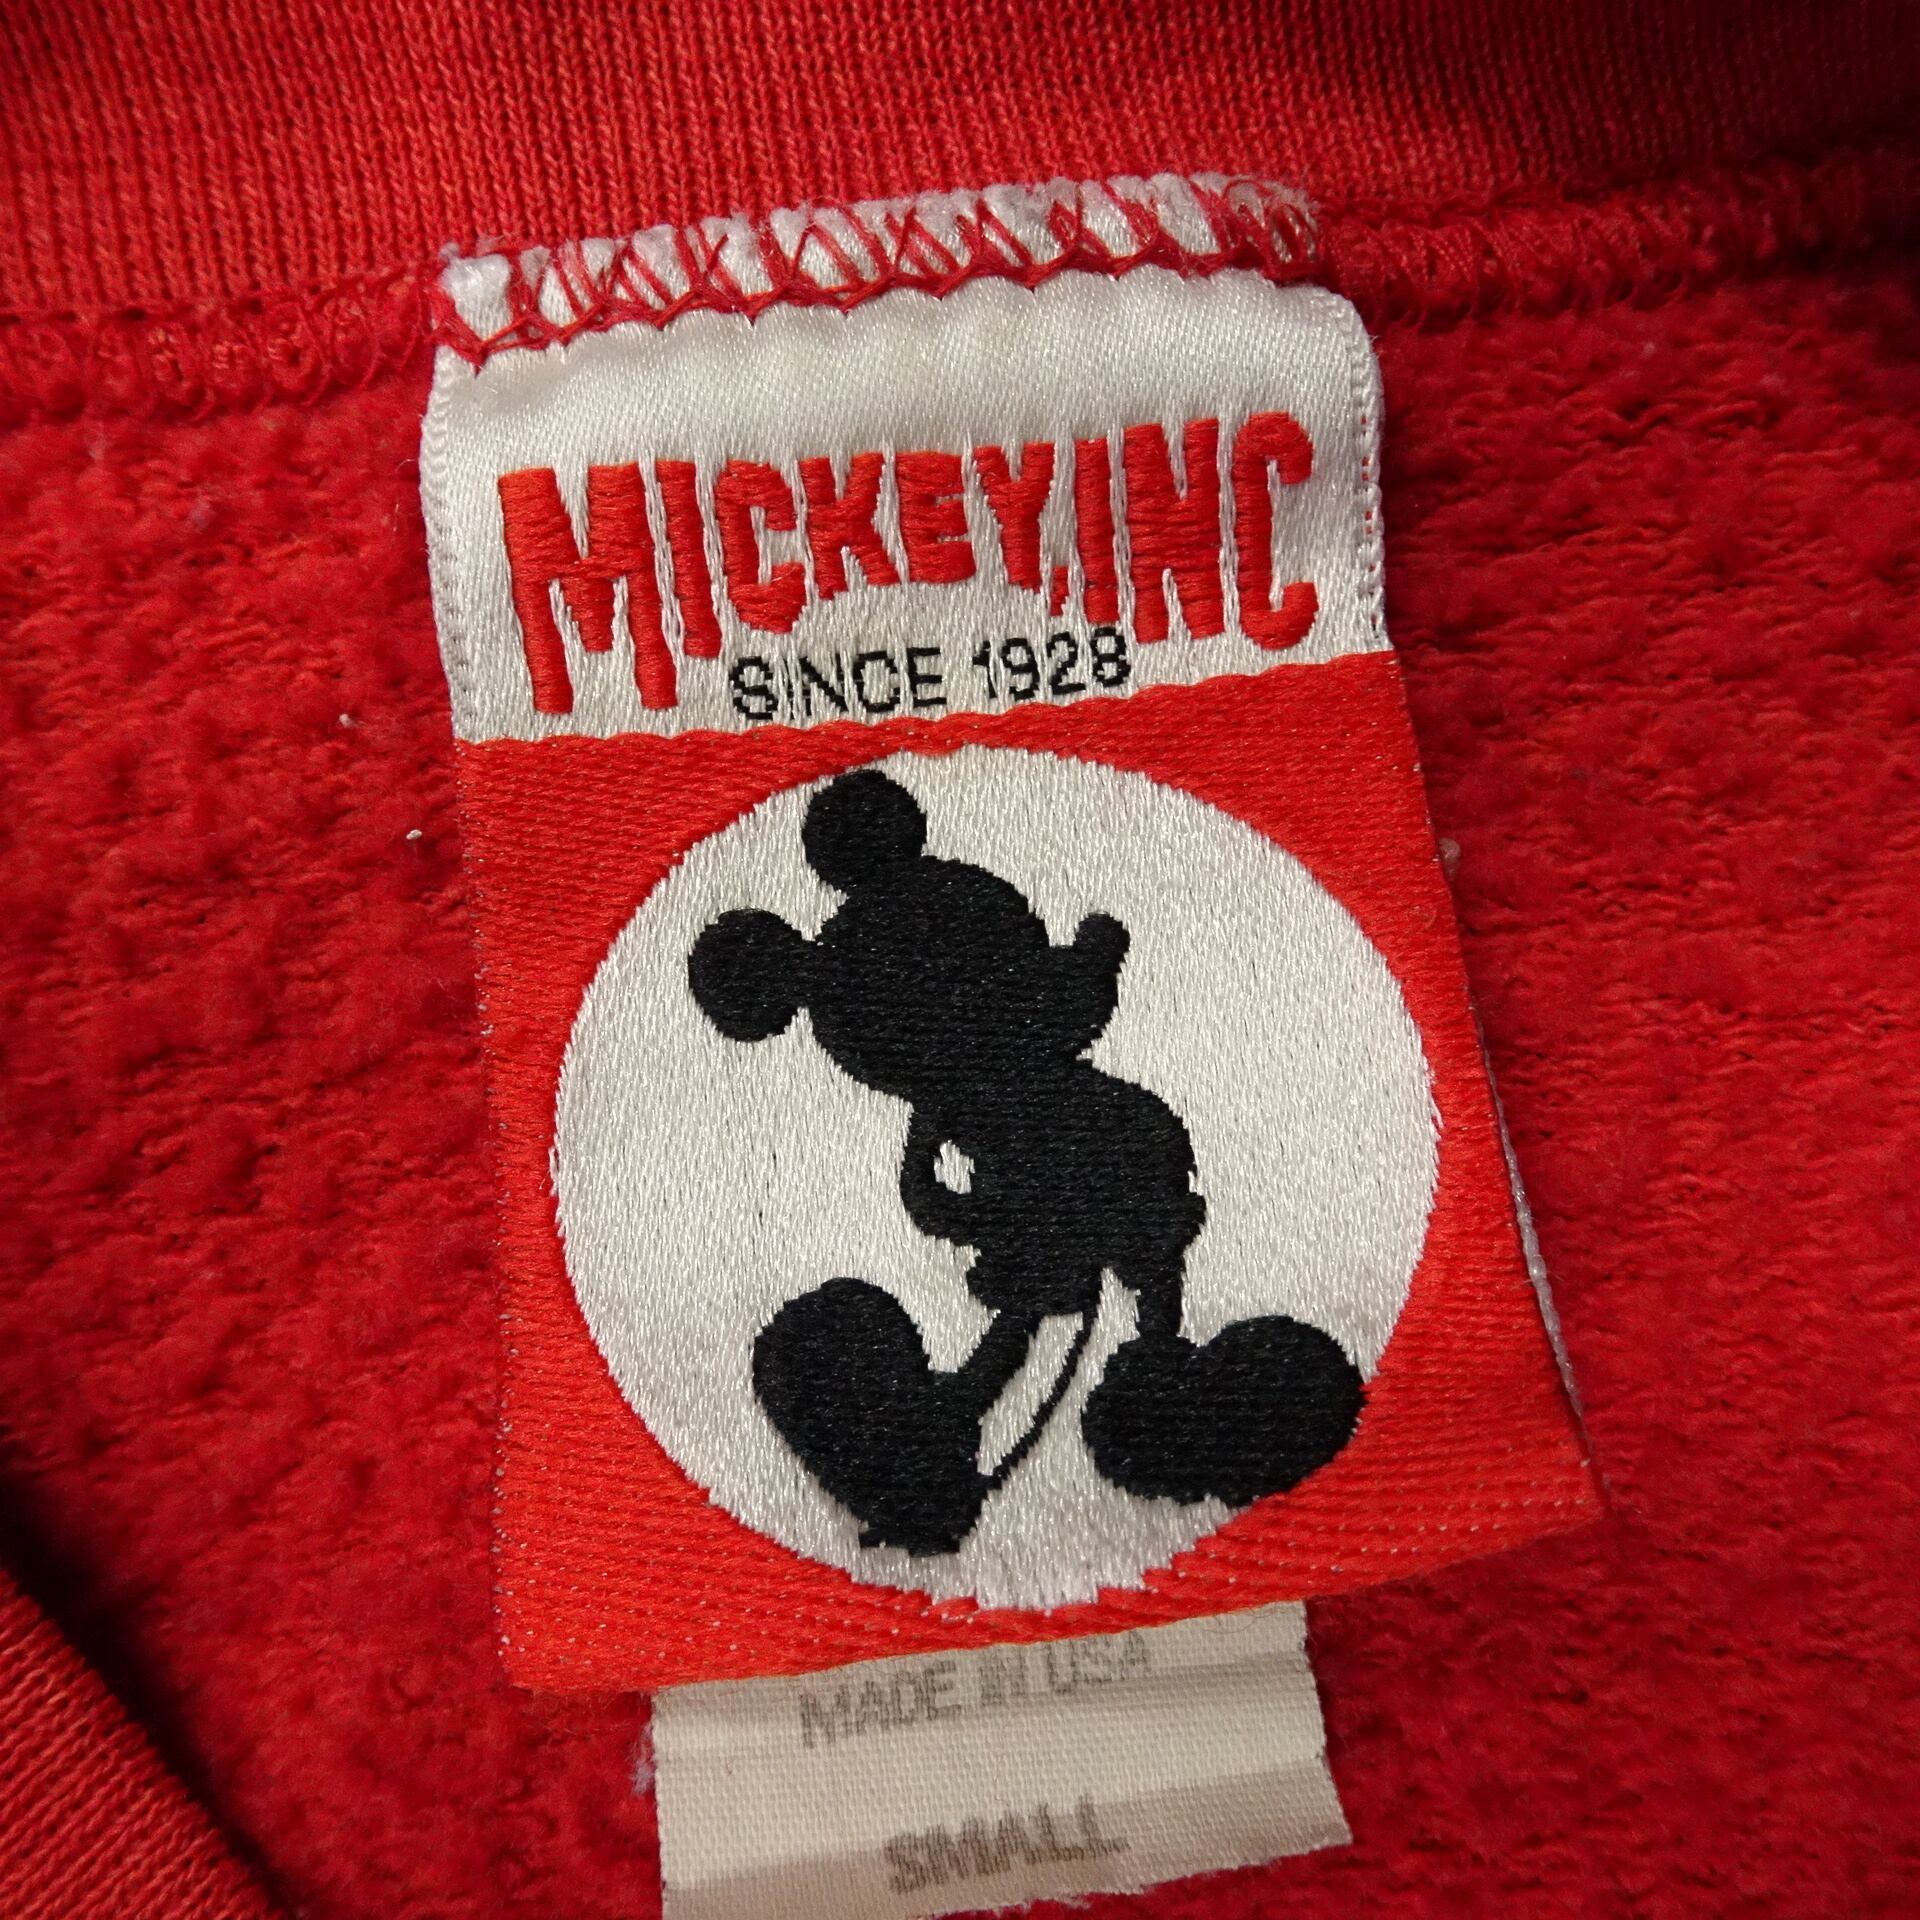 MICKEY, INC
SINCE 1928
MADE IN USA
SMALL